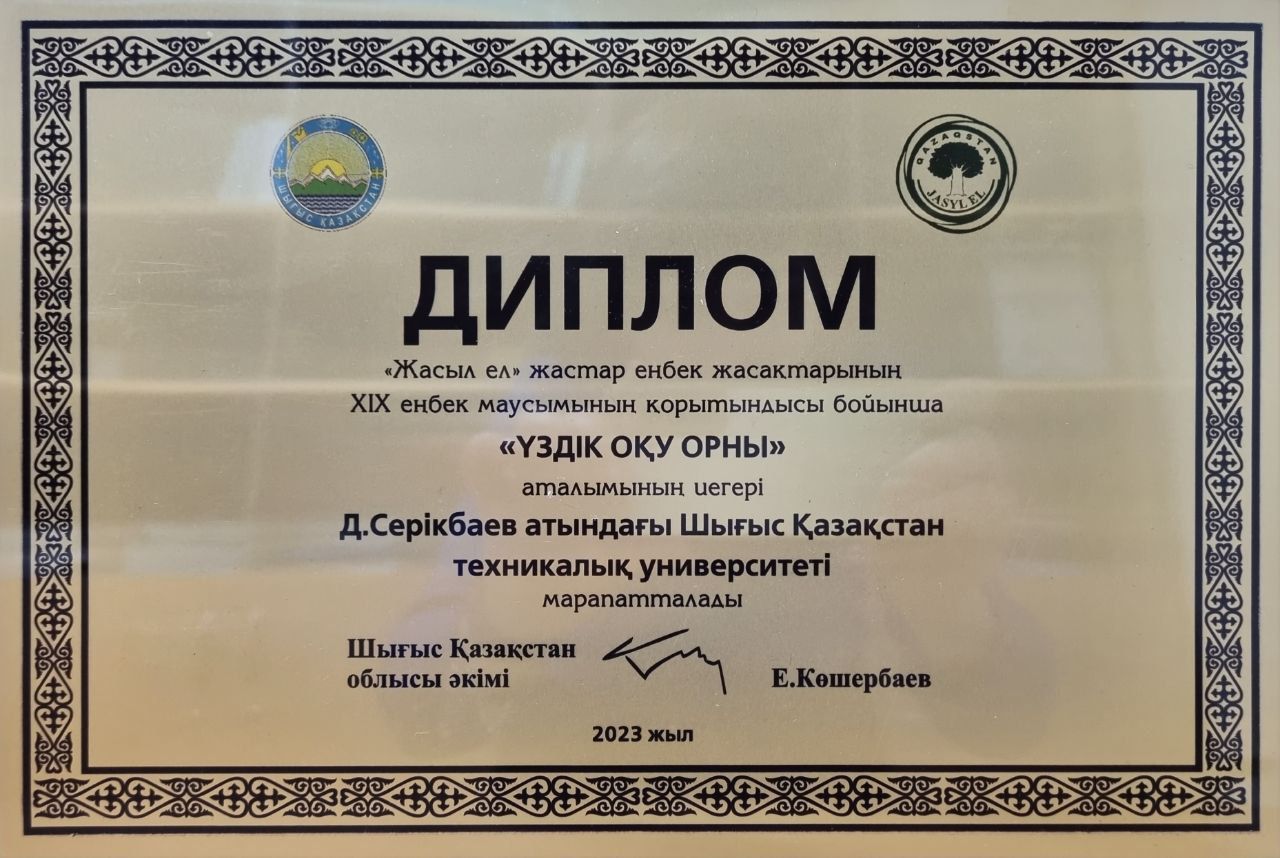 ШЫҒЫС ҚАЗАҚСТАН
QAZAQSTAN
JASYL EL
ДИПЛОМ
«Жасыл ел» жастар еңбек жасақтарының
XIX еңбек маусымының қорытындысы бойынша
«ҮЗДІК ОҚУ ОРНЫ»
аталымының иегері
Д.Серікбаев атындағы Шығыс Қазақстан
техникалық университеті
марапатталады
Шығыс Қазақстан
облысы әкімі
Е.Көшербаев
2023 жыл